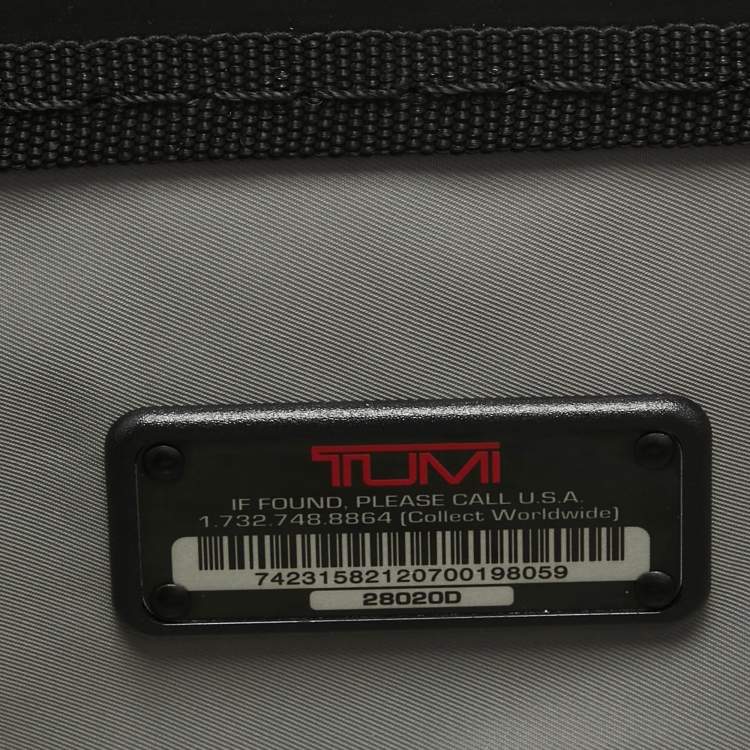 TUMI
IF FOUND, PLEASE CALL U.S.A.
1.732.748.8864 (Collect Worldwide)
74231582120700198059
28020D